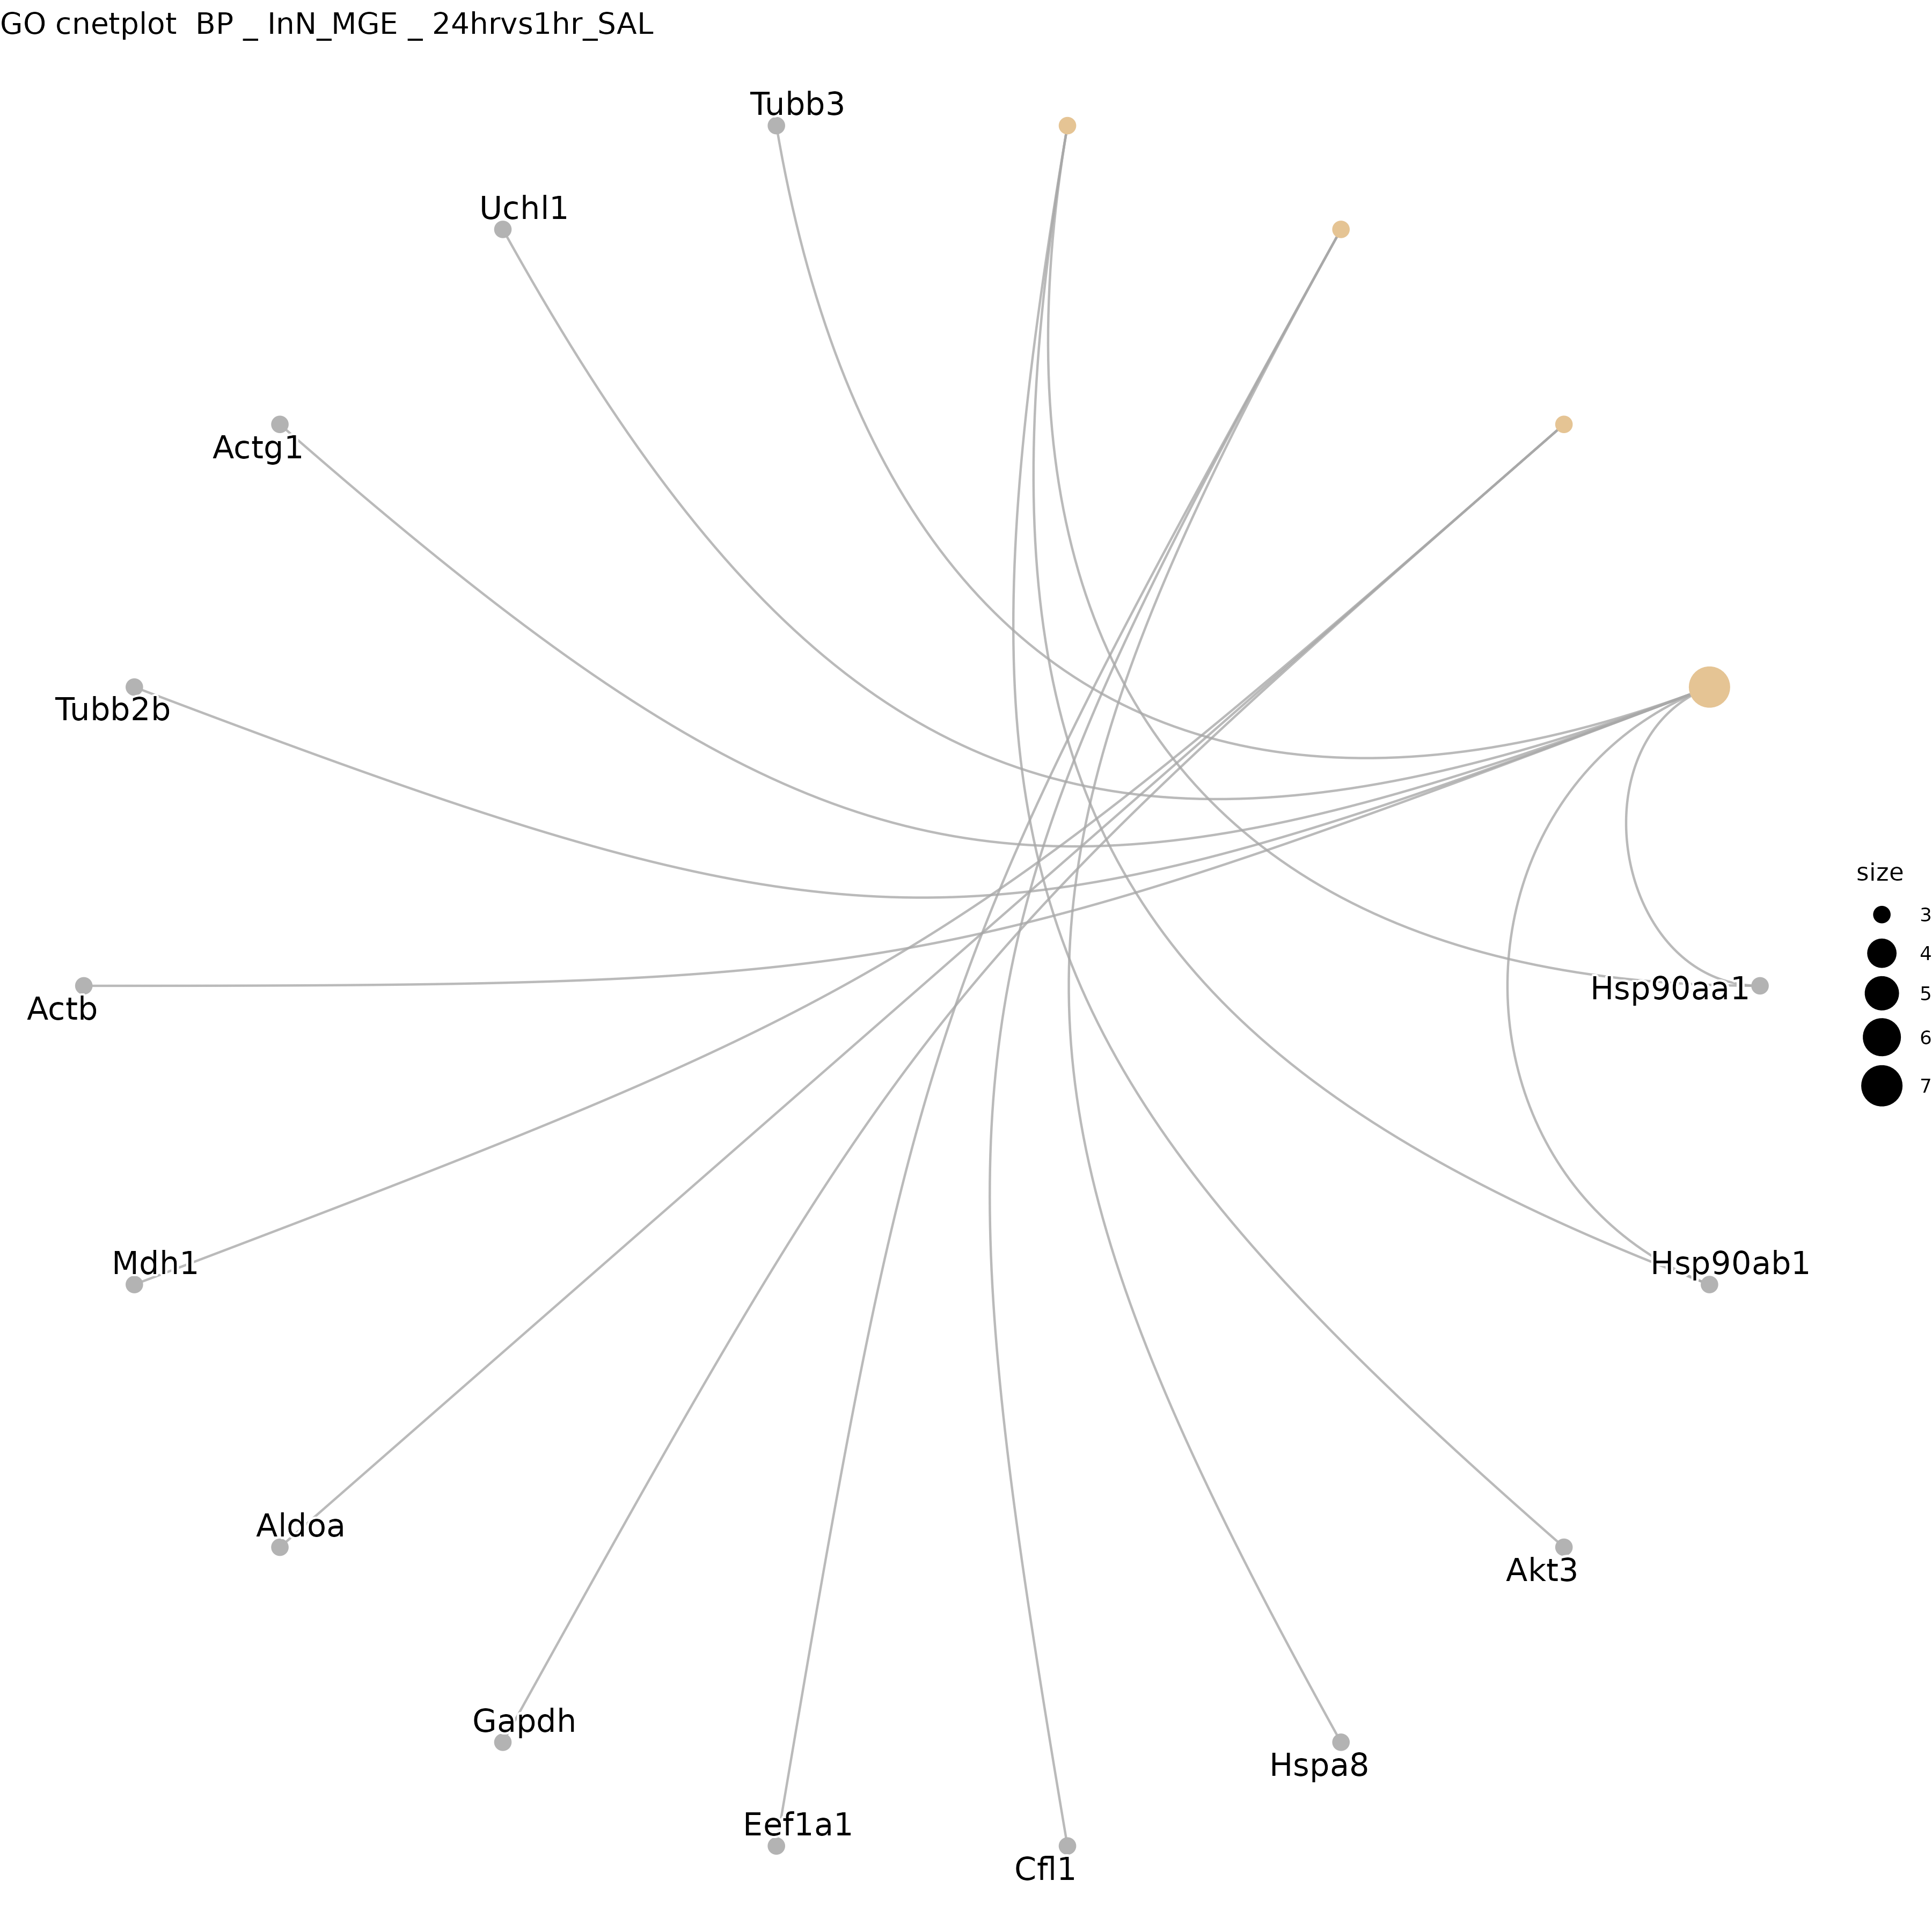 GO cnetplot  BP _ InN_MGE _ 24hrvs1hr_SAL
Tubb3
Uchl1
Actg1
Tubb2b
size
3
4
5
6
7
Hsp90aa1
Actb
Mdh1
Hsp90ab1
Aldoa
Akt3
Gapdh
Hspa8
Eef1a1
Cfl1